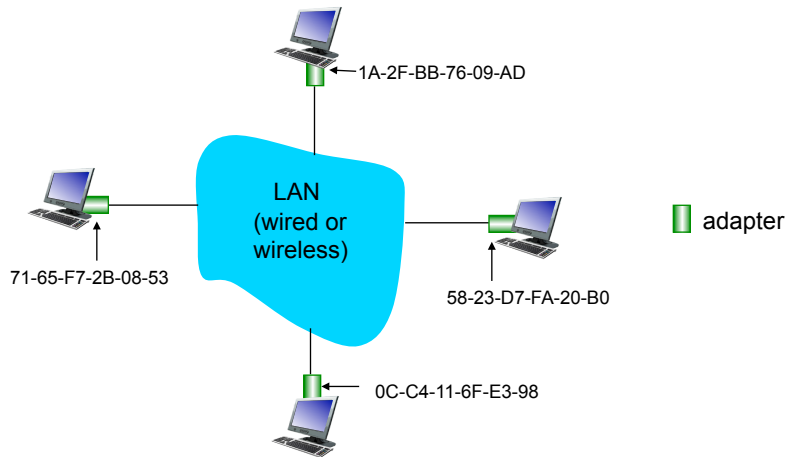 1A-2F-BB-76-09-AD
LAN
(wired or
wireless)
adapter
71-65-F7-2B-08-53
58-23-D7-FA-20-B0
0C-C4-11-6F-E3-98